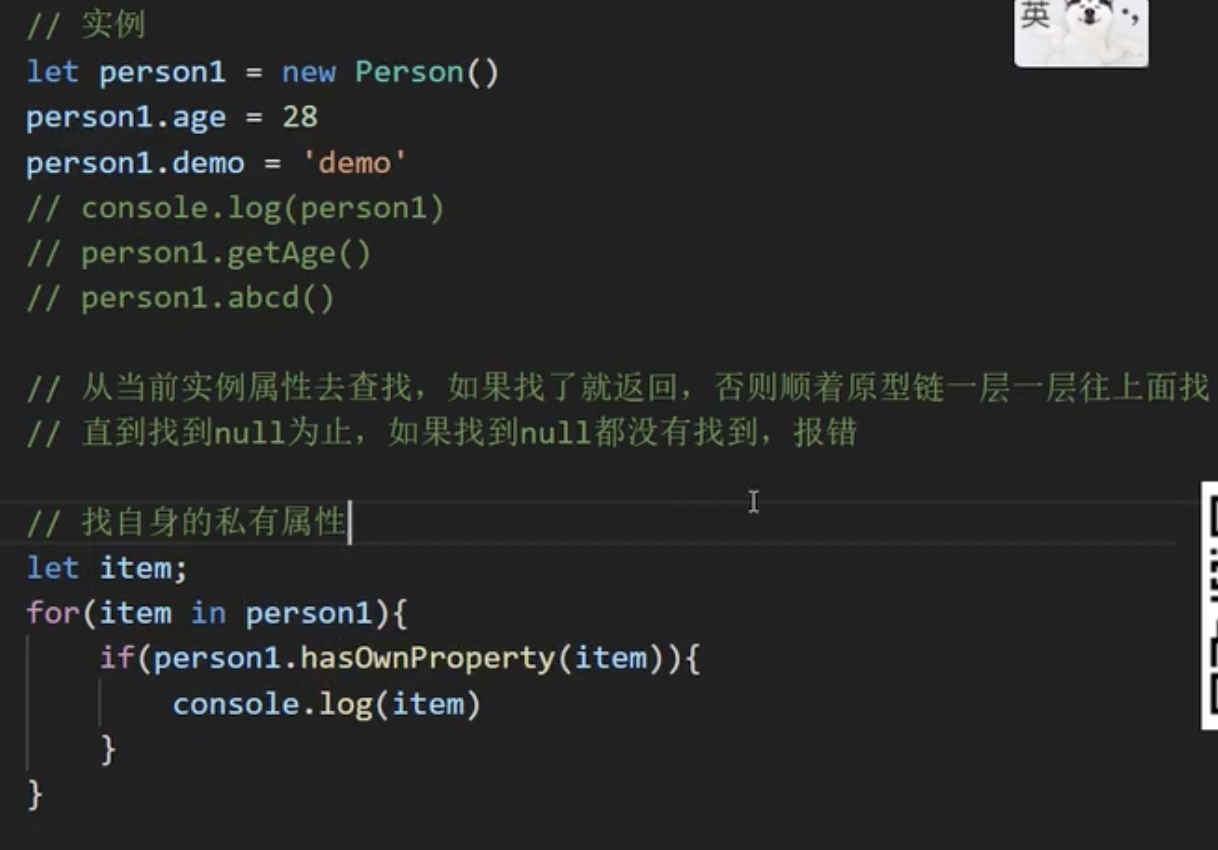 // 实例
英
let person1 = new Person()
person1.age = 28
person1.demo = 'demo'
// console.log(person1)
// person1.getAge()
// person1.abcd()
// 从当前实例属性去查找，如果找了就返回，否则顺着原型链一层一层往上面找
// 直到找到null为止，如果找到null都没有找到，报错
// 找自身的私有属性
let item;
for(item in person1){
if(person1.hasOwnProperty(item)){
console.log(item)
}
}